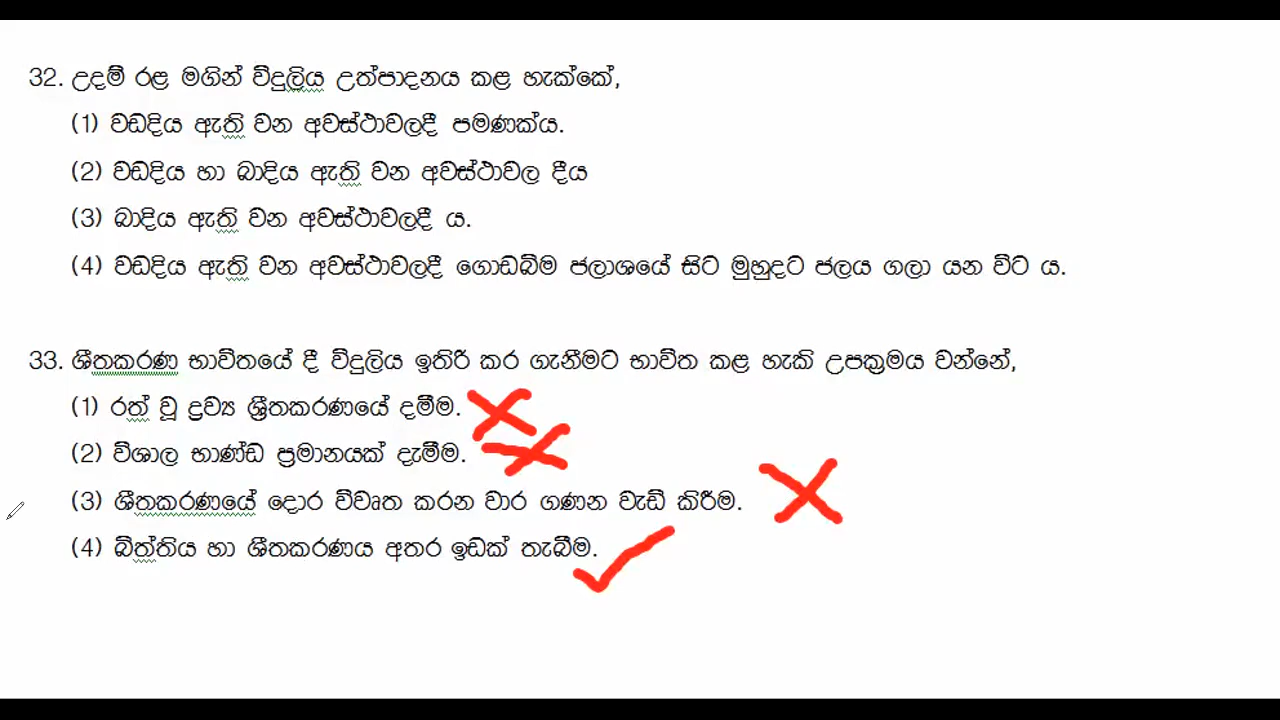 32. උදම් රළ මගින් විදුලිය උත්පාදනය කළ හැක්කේ,
(1) වඩදිය ඇති වන අවස්ථාවලදී පමණක්ය.
(2) වඩදිය හා බාදිය ඇති වන අවස්ථාවල දීය
(3) බාදිය ඇති වන අවස්ථාවලදී ය.
(4) වඩදිය ඇති වන අවස්ථාවලදී ගොඩබිම ජලාශයේ සිට මුහුදට ජලය ගලා යන විට ය.
33. ශීතකරණ භාවිතයේ දී විදුලිය ඉතිරි කර ගැනීමට භාවිත කළ හැකි උපක්‍රමය වන්නේ,
(1) රත් වූ ද්‍රව්‍ය ශ්‍රීතකරණයේ දමීම.
(2) විශාල භාණ්ඩ ප්‍රමානයක් දැමීම.
(3) ශීතකරණයේ දොර විවෘත කරන වාර ගණන වැඩි කිරීම.
(4) බිත්තිය හා ශීතකරණය අතර ඉඩක් තැබීම.